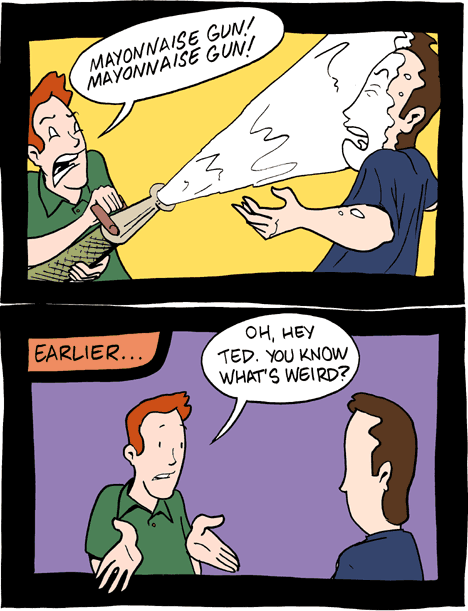 MAYONNAISE GUN!
MAYONNAISE GUN!
EARLIER...
OH, HEY
TED. YOU KNOW
WHAT'S WEIRD?